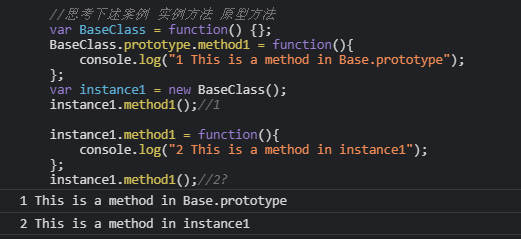 //思考下述案例 实例方法 原型方法
var BaseClass = function() {};
BaseClass.prototype.method1 = function(){
console.log("1 This is a method in Base.prototype");
};
var instance1 = new BaseClass();
instance1.method1();//1
instance1.method1 = function(){
console.log("2 This is a method in instance1");
};
instance1.method1();//2?
1 This is a method in Base.prototype
2 This is a method in instance1